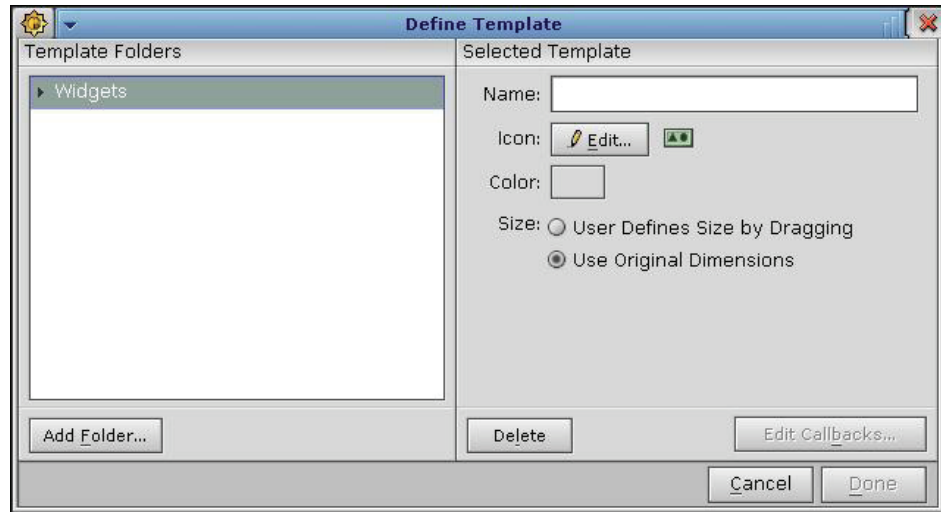 Define Template
Template Folders
Selected Template
Widgets
Name:
Icon: Edit...
Color:
Size: User Defines Size by Dragging
Use Original Dimensions
Add Folder...
Delete
Edit Callbacks...
Cancel
Done